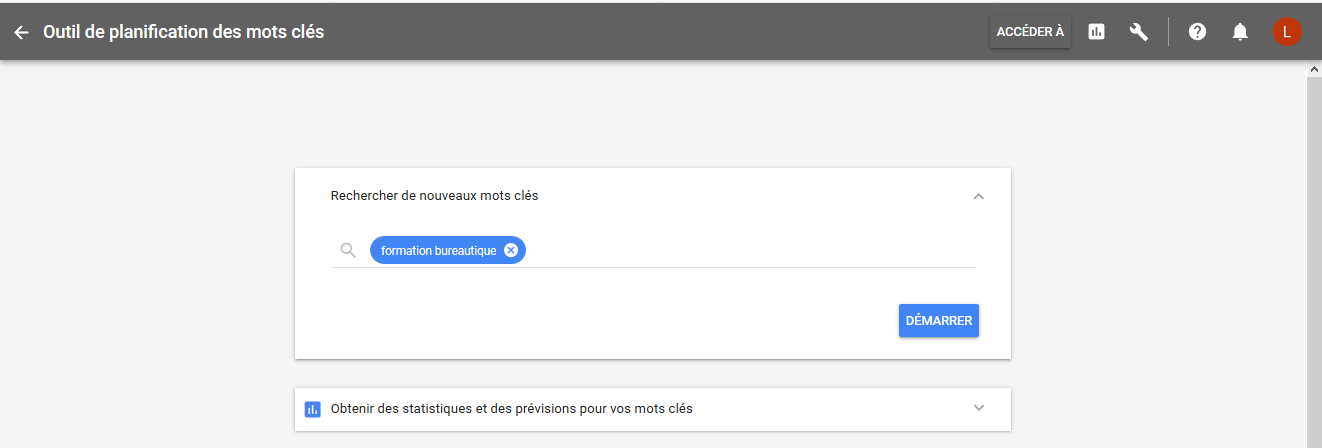 Outil de planification des mots clés
ACCÉDER À
L
Rechercher de nouveaux mots clés
formation bureautique
DÉMARRER
Obtenir des statistiques et des prévisions pour vos mots clés